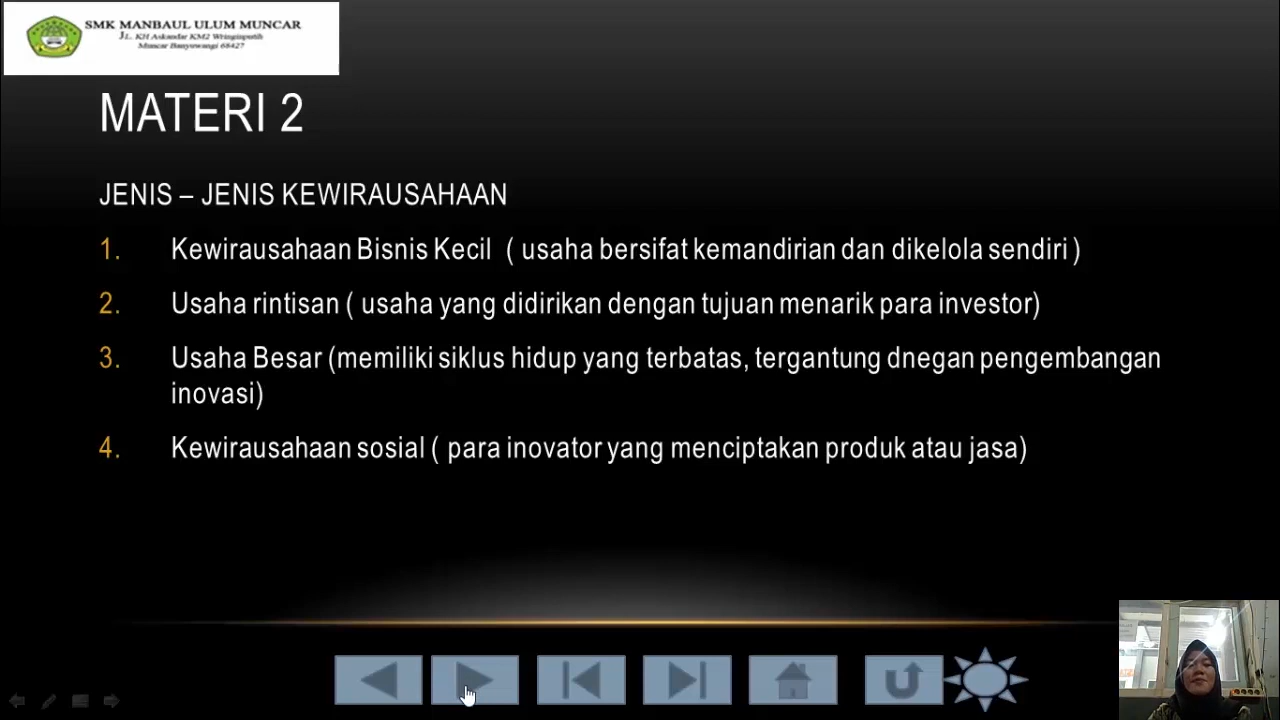 SMK MANBAUL ULUM MUNCAR
JL. KH Askandar KM2 Wringinputih
Muncar Banyuwangi 68427
MATERI 2
JENIS – JENIS KEWIRAUSAHAAN
1. Kewirausahaan Bisnis Kecil ( usaha bersifat kemandirian dan dikelola sendiri )
2. Usaha rintisan ( usaha yang didirikan dengan tujuan menarik para investor)
3. Usaha Besar (memiliki siklus hidup yang terbatas, tergantung dnegan pengembangan
inovasi)
4. Kewirausahaan sosial ( para inovator yang menciptakan produk atau jasa)